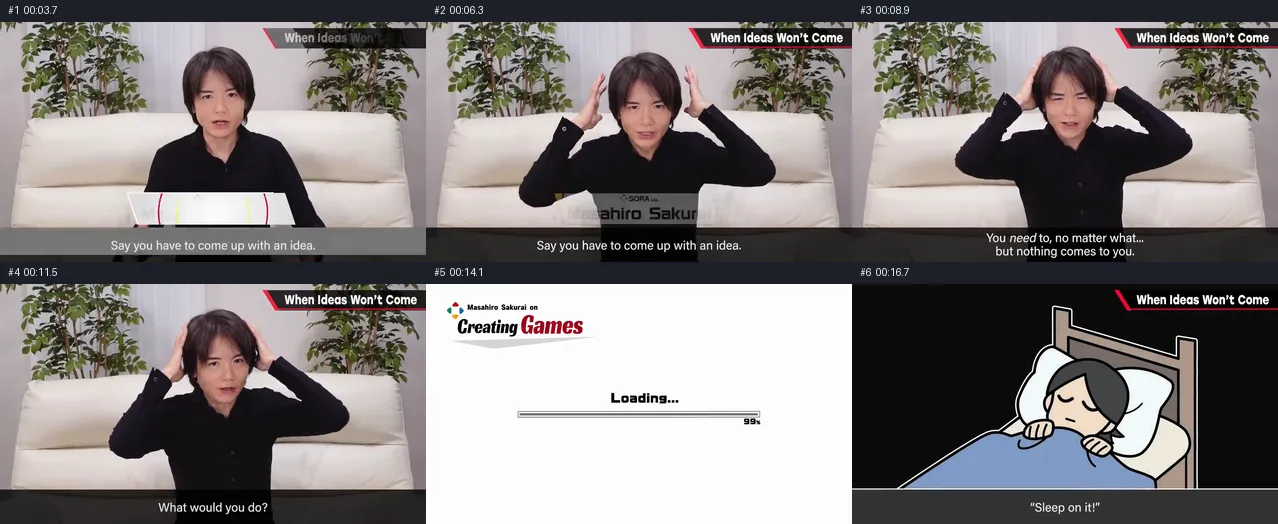 #1 00:03.7
When Ideas Won't
Say you have to come up with an idea.
#2 00:06.3
When Ideas Won't Come
SORA
Masahiro Sakurai
Say you have to come up with an idea.
#3 00:08.9
When Ideas Won't Come
You need to, no matter what...
but nothing comes to you.
#4 00:11.5
When Ideas Won't Come
What would you do?
#5 00:14.1
Masahiro Sakurai on
Creating Games
Loading...
99%
#6 00:16.7
When Ideas Won't Come
“Sleep on it!”